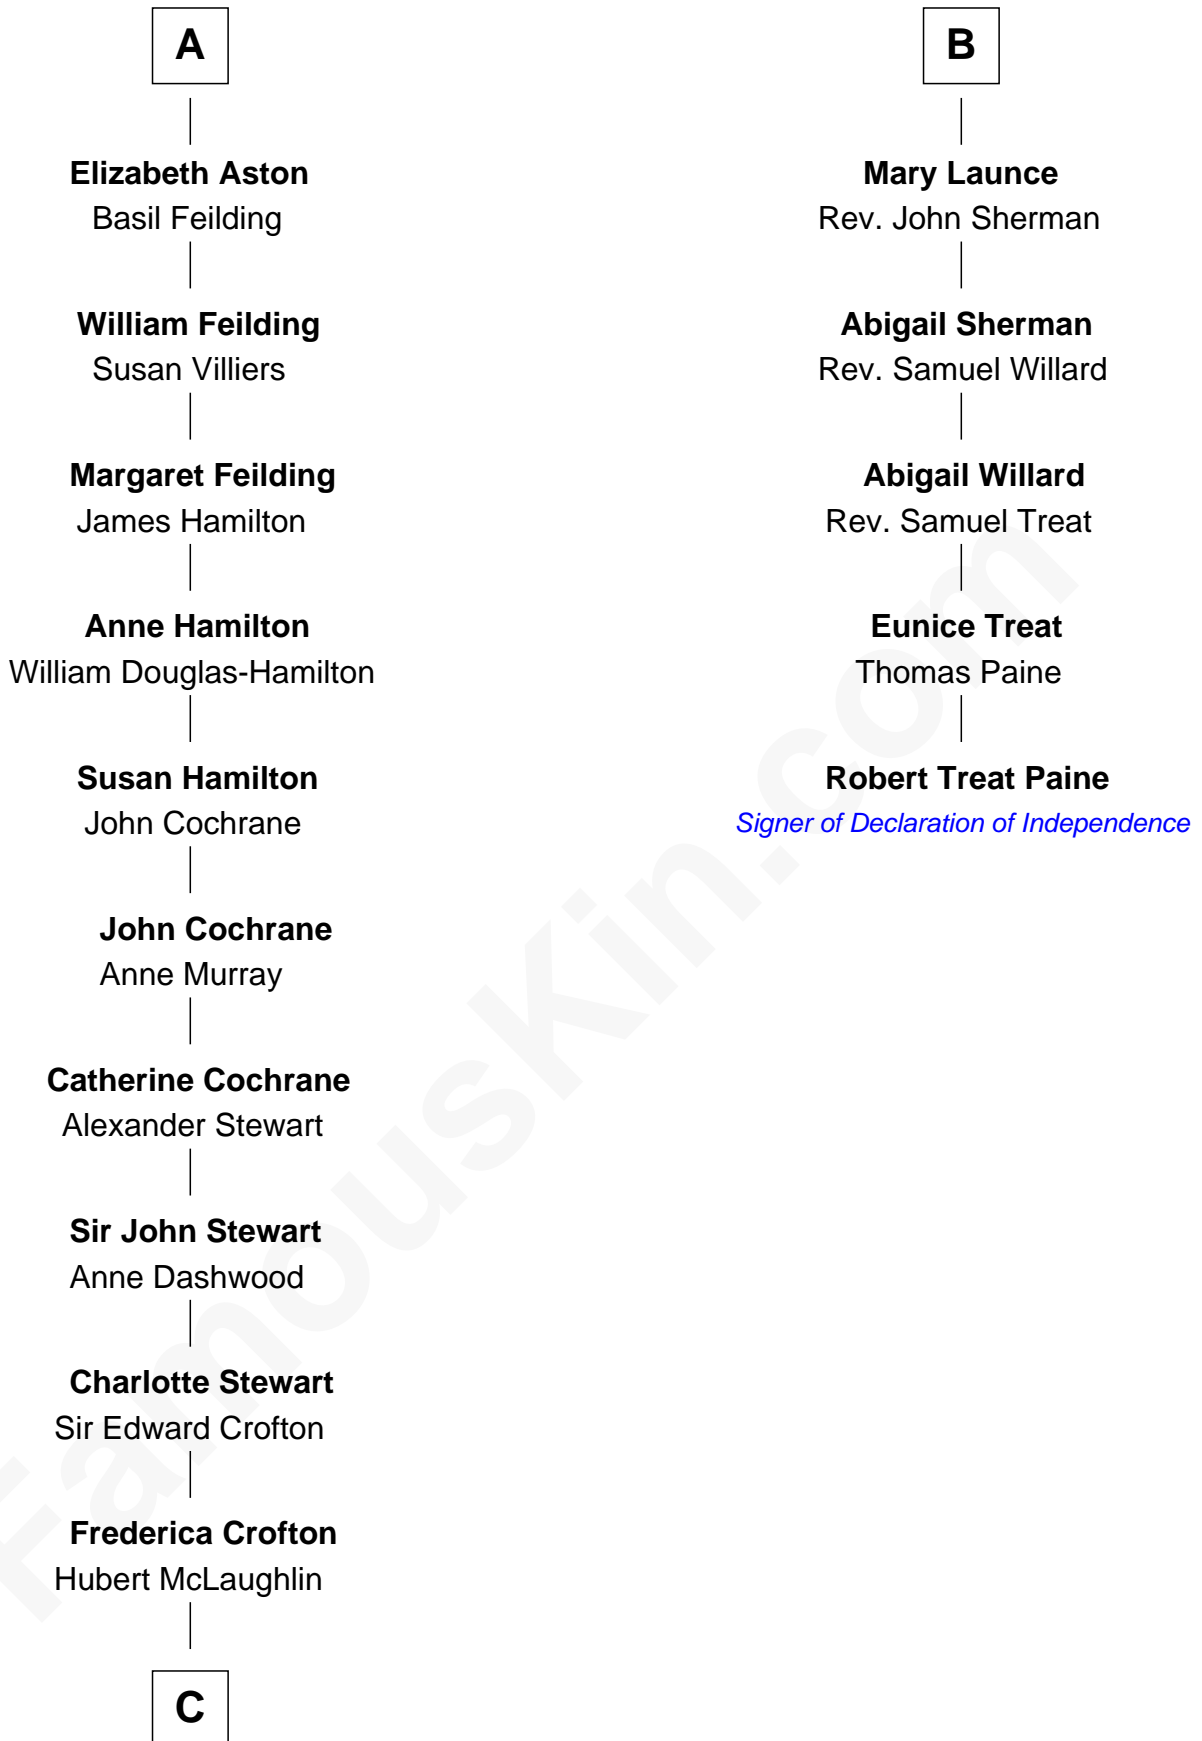 A
Elizabeth Aston
Basil Feilding
William Feilding
Susan Villiers
Margaret Feilding
James Hamilton
Anne Hamilton
William Douglas-Hamilton
Susan Hamilton
John Cochrane
John Cochrane
Anne Murray
Catherine Cochrane
Alexander Stewart
Sir John Stewart
Anne Dashwood
Charlotte Stewart
Sir Edward Crofton
Frederica Crofton
Hubert McLaughlin
C
B
Mary Launce
Rev. John Sherman
Abigail Sherman
Rev. Samuel Willard
Abigail Willard
Rev. Samuel Treat
Eunice Treat
Thomas Paine
Robert Treat Paine
Signer of Declaration of Independence
FamousKin.com